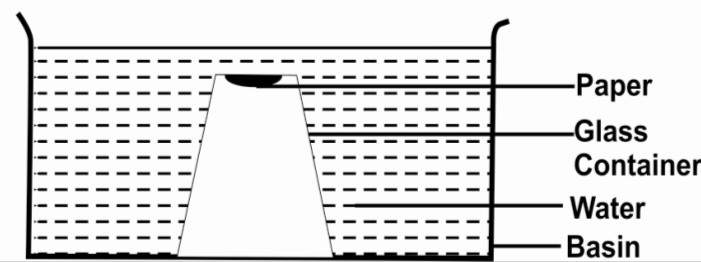 Paper
Glass
Container
Water
Basin